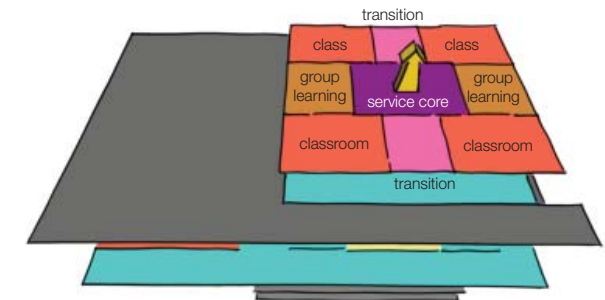 transition
class
class
group
learning
service core
group
learning
classroom
classroom
transition